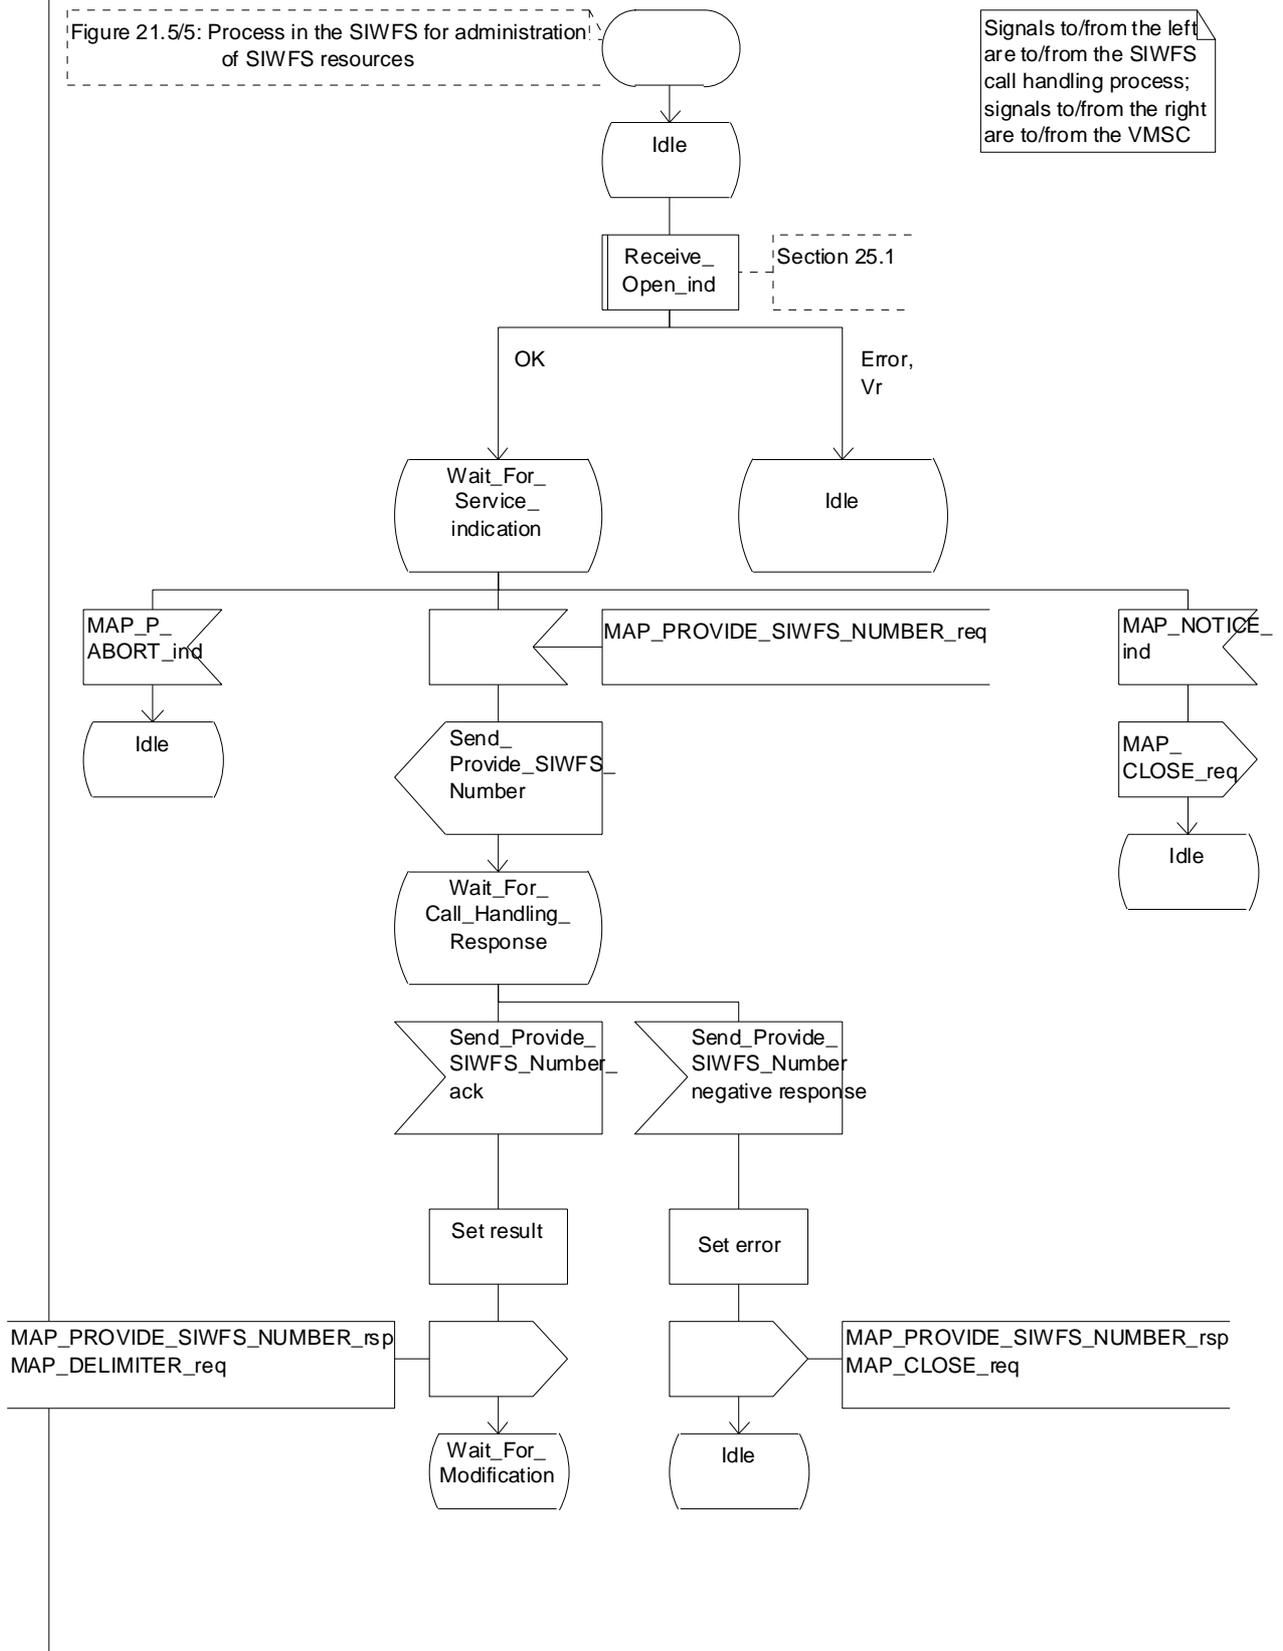 Figure 21.5/5: Process in the SIWFS for administration
of SIWFS resources
Signals to/from the left
are to/from the SIWFS
call handling process;
signals to/from the right
are to/from the VMSC
Idle
Receive_
Open_ind
Section 25.1
OK
Error,
Vr
Wait_For_
Service_
indication
Idle
MAP_P_
ABORT_ind
MAP_PROVIDE_SIWFS_NUMBER_req
MAP_NOTICE_
ind
Idle
Send_
Provide_SIWFS_
Number
MAP_
CLOSE_req
Idle
Wait_For_
Call_Handling_
Response
Send_Provide_
SIWFS_Number_
ack
Send_Provide_
SIWFS_Number
negative response
Set result
Set error
MAP_PROVIDE_SIWFS_NUMBER_rsp
MAP_DELIMITER_req
MAP_PROVIDE_SIWFS_NUMBER_rsp
MAP_CLOSE_req
Wait_For_
Modification
Idle